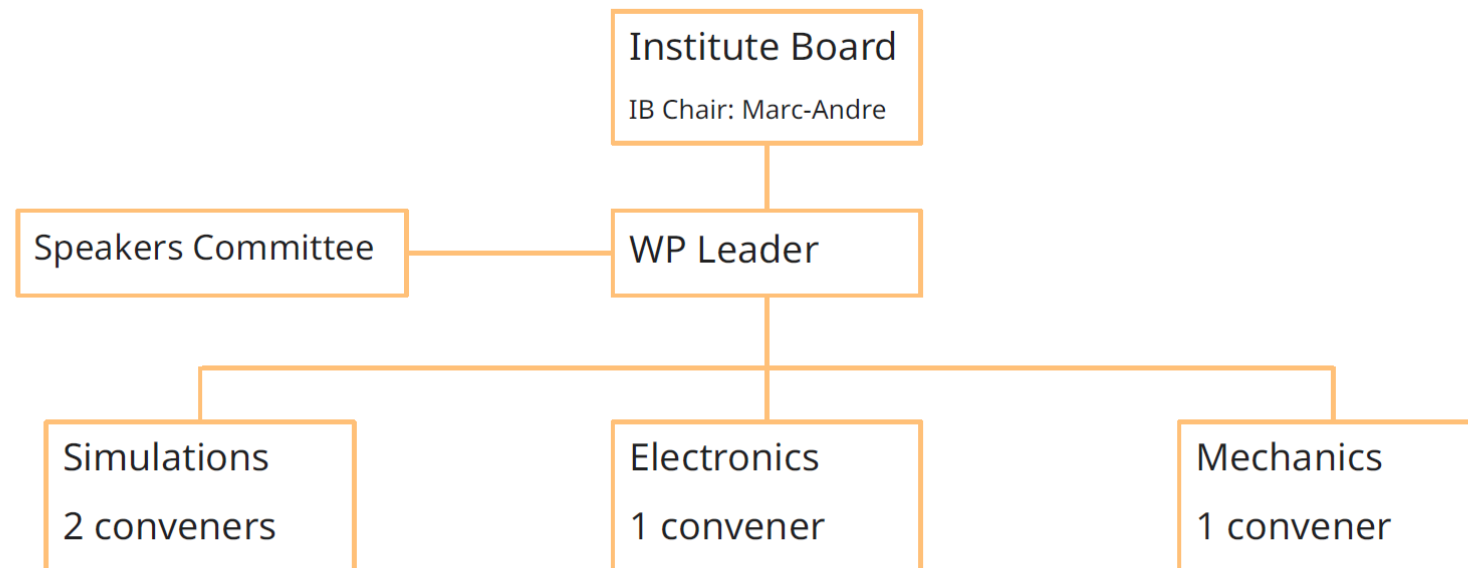 Institute Board
IB Chair: Marc-Andre
Speakers Committee
WP Leader
Simulations
2 conveners
Electronics
1 convener
Mechanics
1 convener